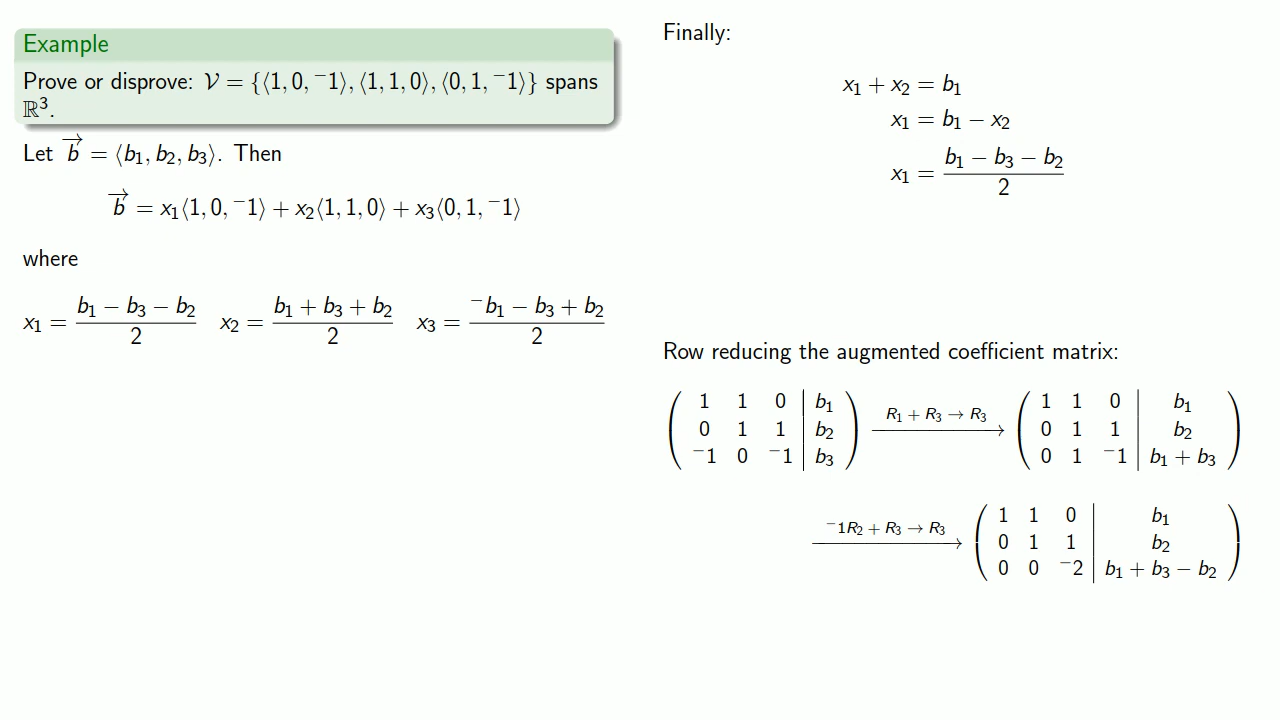 Example
Prove or disprove: 𝒱 = {⟨1, 0, ⁻1⟩, ⟨1, 1, 0⟩, ⟨0, 1, ⁻1⟩} spans
ℝ³.
Let b⃗ = ⟨b₁, b₂, b₃⟩. Then
b⃗ = x₁⟨1, 0, ⁻1⟩ + x₂⟨1, 1, 0⟩ + x₃⟨0, 1, ⁻1⟩
where
x₁ = (b₁ − b₃ − b₂)/2 x₂ = (b₁ + b₃ + b₂)/2 x₃ = (⁻b₁ − b₃ + b₂)/2
Finally:
x₁ + x₂ = b₁
x₁ = b₁ − x₂
x₁ = (b₁ − b₃ − b₂)/2
Row reducing the augmented coefficient matrix:
( 1 1 0 | b₁ ) R₁ + R₃ → R₃ ( 1 1 0 | b₁ )
( 0 1 1 | b₂ ) ⟶ ( 0 1 1 | b₂ )
( ⁻1 0 ⁻1 | b₃ ) ( 0 1 ⁻1 | b₁ + b₃ )
⁻1R₂ + R₃ → R₃ ( 1 1 0 | b₁ )
⟶ ( 0 1 1 | b₂ )
( 0 0 ⁻2 | b₁ + b₃ − b₂ )